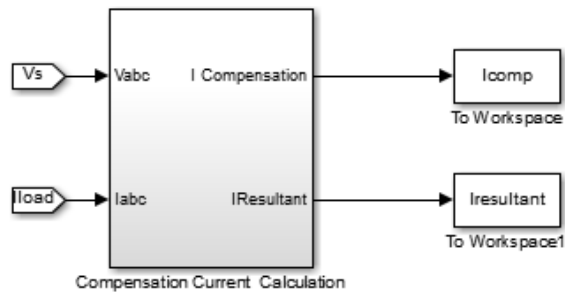 Vs
Vabc
I Compensation
Icomp
To Workspace
Iload
Iabc
IResultant
Iresultant
To Workspace1
Compensation Current Calculation